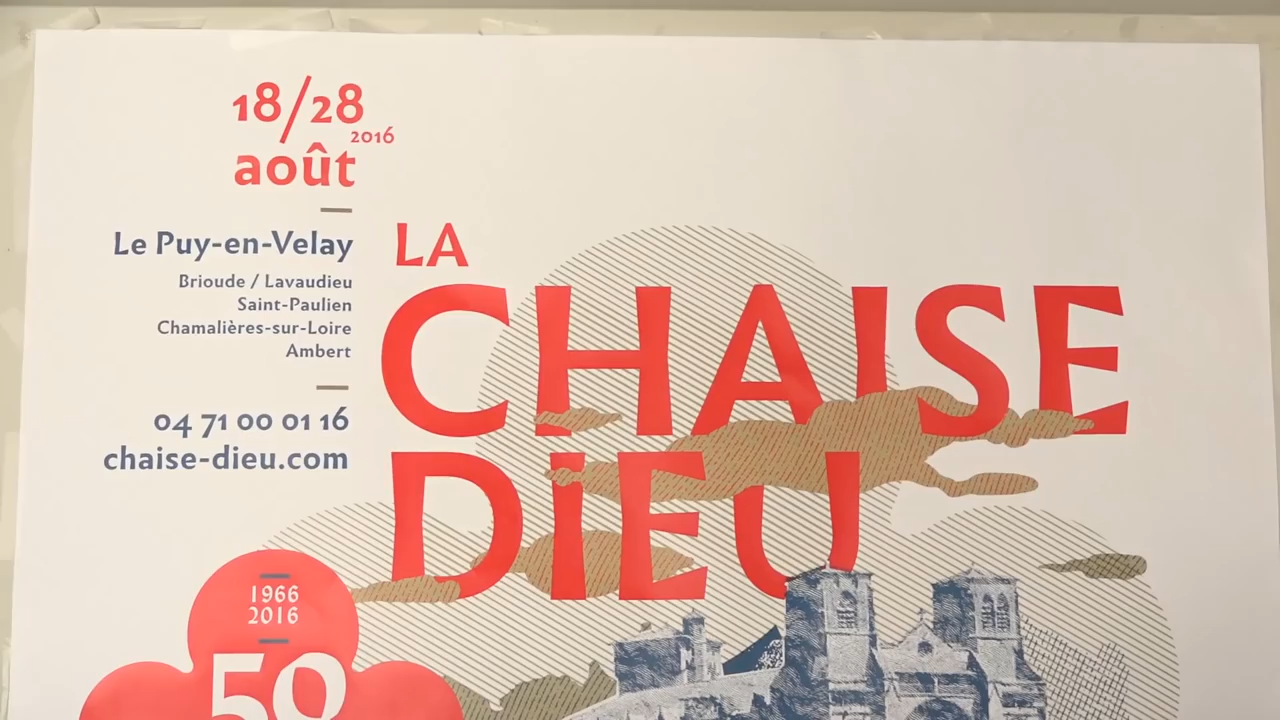 18/28
2016
août
Le Puy-en-Velay
Brioude / Lavaudieu
Saint-Paulien
Chamalières-sur-Loire
Ambert
04 71 00 01 16
chaise-dieu.com
LA
CHAISE
DIEU
1966
2016
50